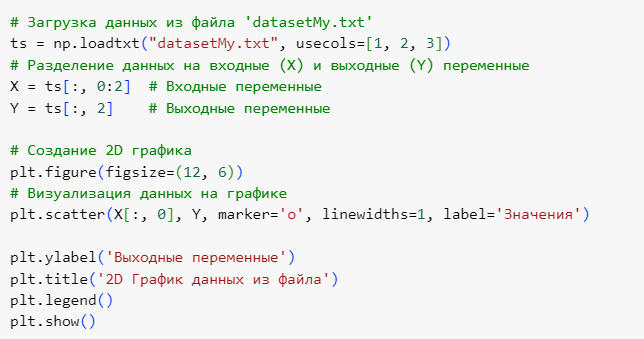 # Загрузка данных из файла 'datasetMy.txt'
ts = np.loadtxt("datasetMy.txt", usecols=[1, 2, 3])
# Разделение данных на входные (X) и выходные (Y) переменные
X = ts[:, 0:2]  # Входные переменные
Y = ts[:, 2]    # Выходные переменные

# Создание 2D графика
plt.figure(figsize=(12, 6))
# Визуализация данных на графике
plt.scatter(X[:, 0], Y, marker='o', linewidths=1, label='Значения')

plt.ylabel('Выходные переменные')
plt.title('2D График данных из файла')
plt.legend()
plt.show()